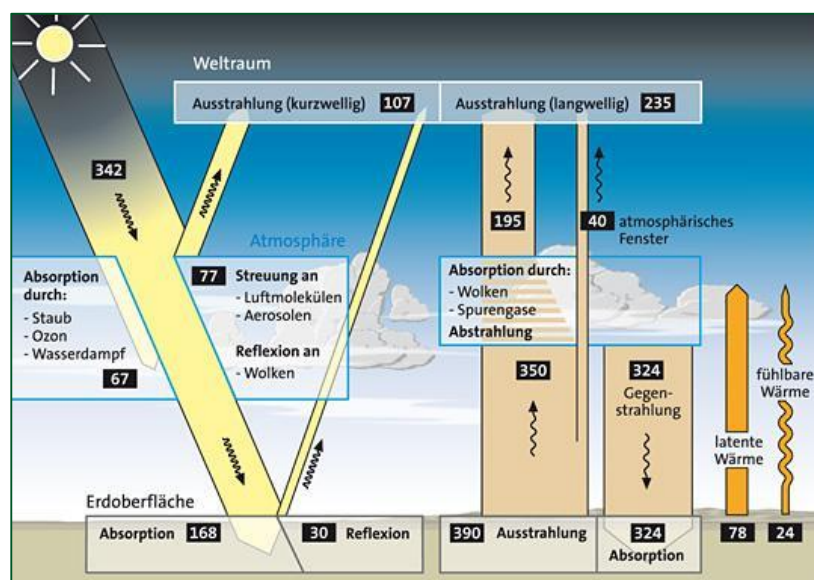 Weltraum
Ausstrahlung (kurzwellig) 107
Ausstrahlung (langwellig) 235
342
195
40 atmosphärisches
Fenster
Atmosphäre
Absorption
durch:
- Staub
- Ozon
- Wasserdampf
67
77 Streuung an
- Luftmolekülen
- Aerosolen
Reflexion an
- Wolken
Absorption durch:
- Wolken
- Spurengase
Abstrahlung
350
324
Gegen-
strahlung
latente
Wärme
fühlbare
Wärme
Erdoberfläche
Absorption 168
30 Reflexion
390 Ausstrahlung
324
Absorption
78
24